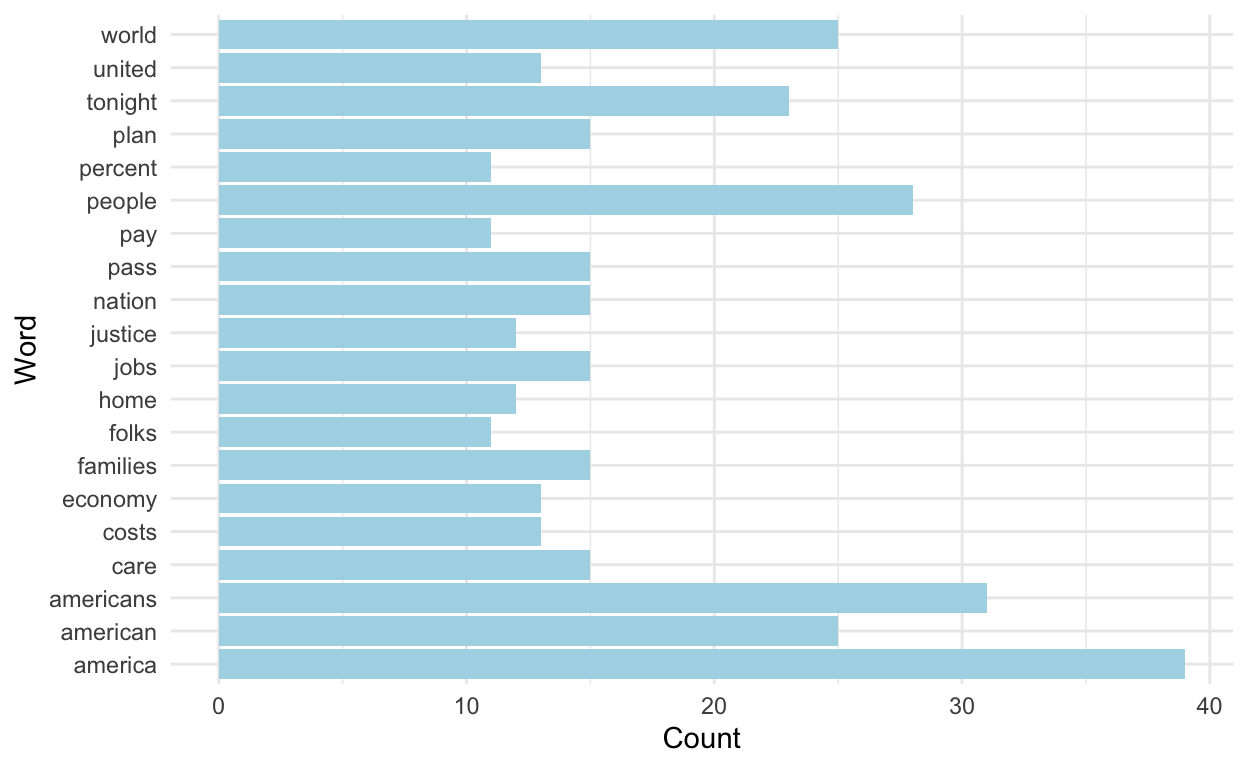 world
united
tonight
plan
percent
people
pay
pass
nation
justice
jobs
home
folks
families
economy
costs
care
americans
american
america
Word
0 10 20 30 40
Count